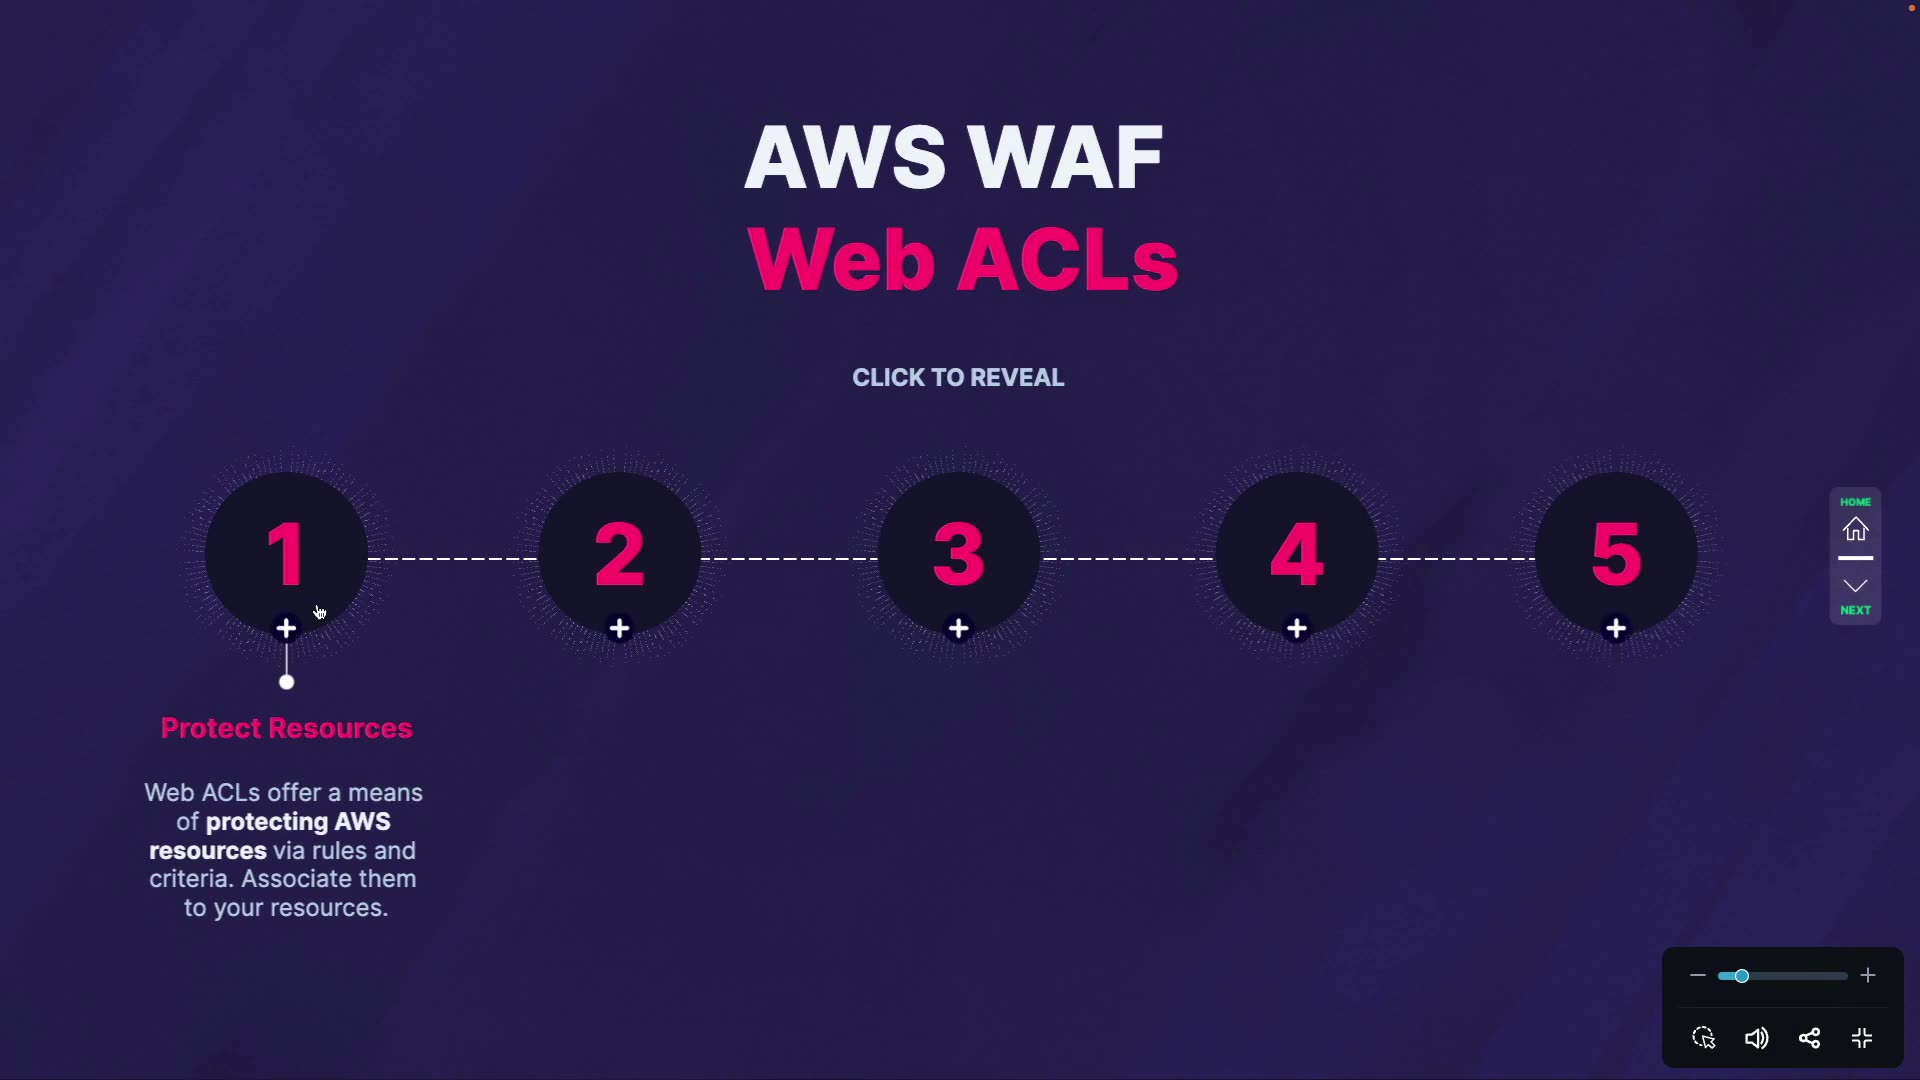 AWS WAF
Web ACLs
CLICK TO REVEAL
1
2
3
4
5
HOME
NEXT
Protect Resources
Web ACLs offer a means
of protecting AWS
resources via rules and
criteria. Associate them
to your resources.